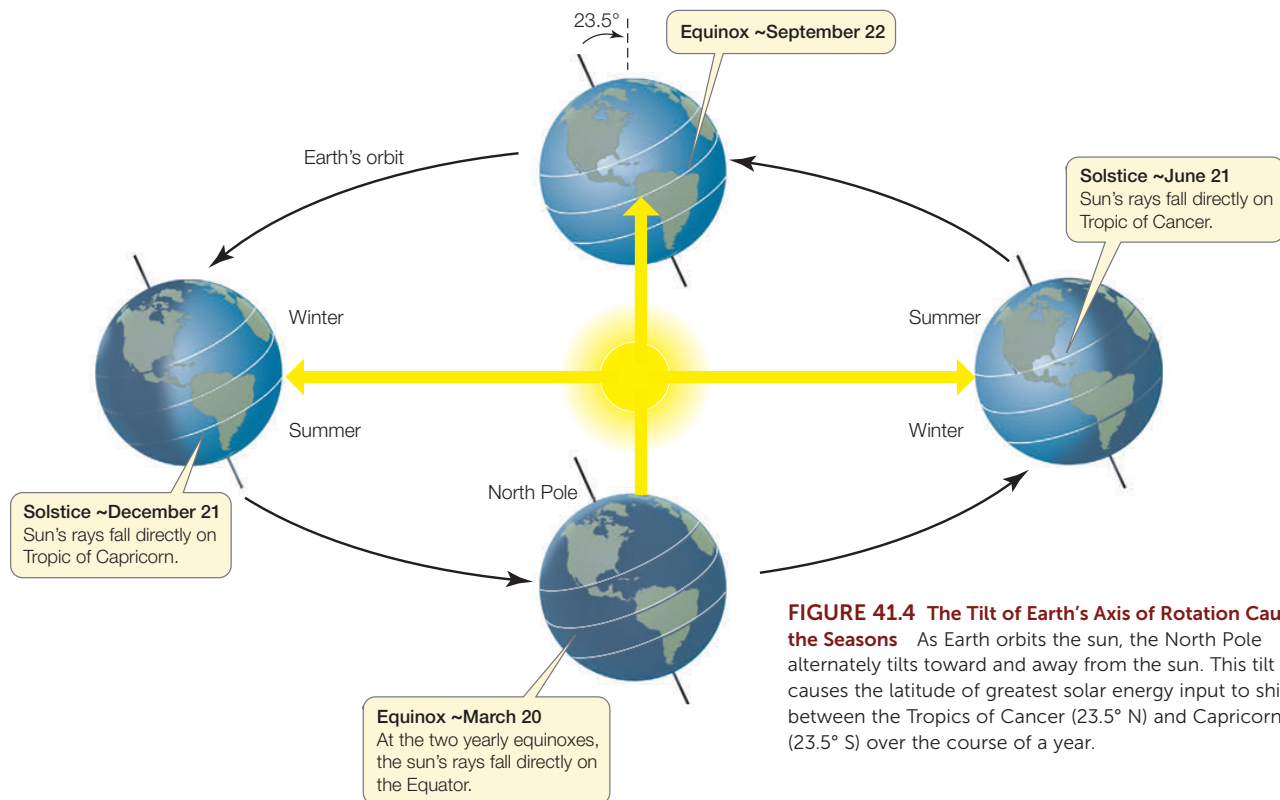 23.5°
Equinox ~September 22
Earth's orbit
Solstice ~June 21
Sun's rays fall directly on
Tropic of Cancer.
Winter
Summer
Summer
Winter
Solstice ~December 21
Sun's rays fall directly on
Tropic of Capricorn.
North Pole
Equinox ~March 20
At the two yearly equinoxes,
the sun's rays fall directly on
the Equator.
FIGURE 41.4 The Tilt of Earth's Axis of Rotation Cau
the Seasons As Earth orbits the sun, the North Pole
alternately tilts toward and away from the sun. This tilt
causes the latitude of greatest solar energy input to shi
between the Tropics of Cancer (23.5° N) and Capricorn
(23.5° S) over the course of a year.